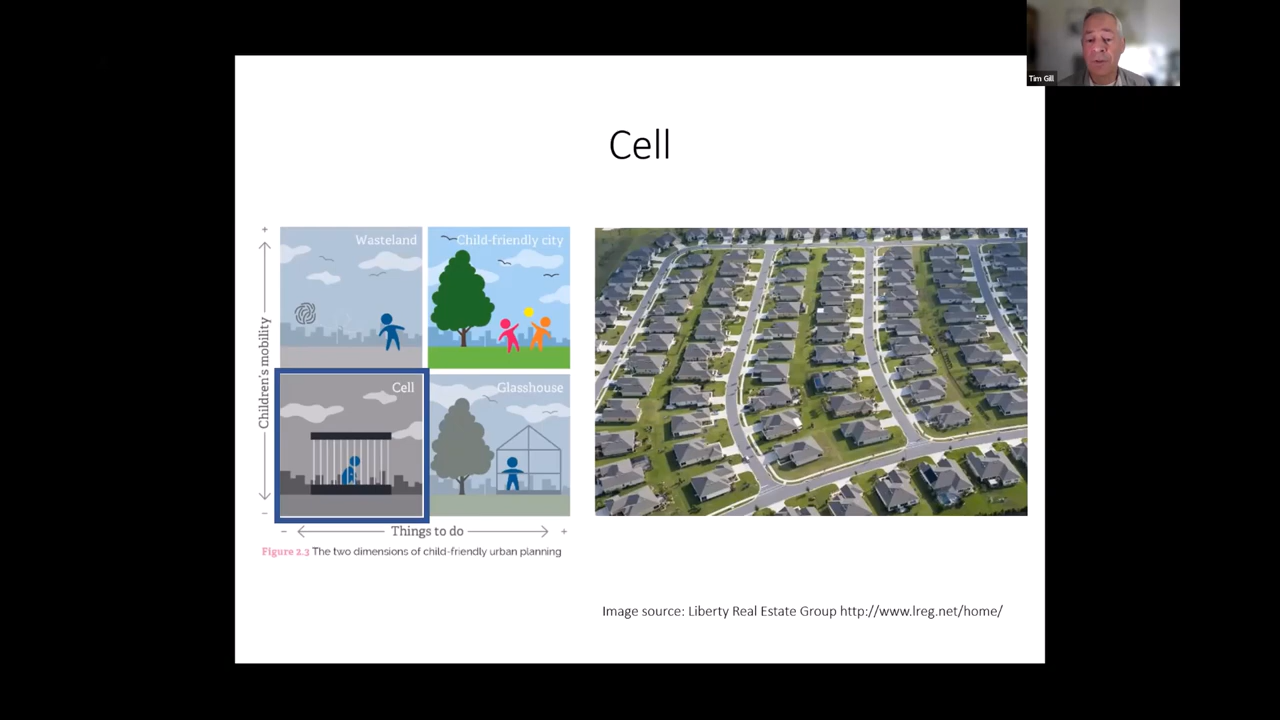 Tim Gill
Cell
+
Wasteland
Child-friendly city
Children's mobility
Cell
Glasshouse
−
− Things to do +
Figure 2.3 The two dimensions of child-friendly urban planning
Image source: Liberty Real Estate Group http://www.lreg.net/home/